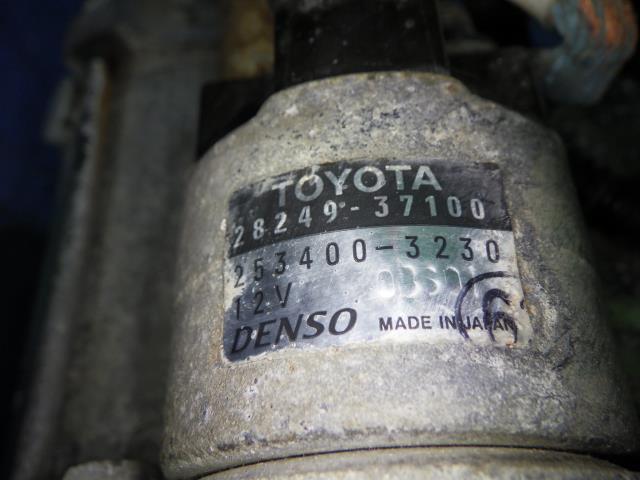 TOYOTA
28249-37100
253400-3230
12V
DENSO MADE IN JAPAN